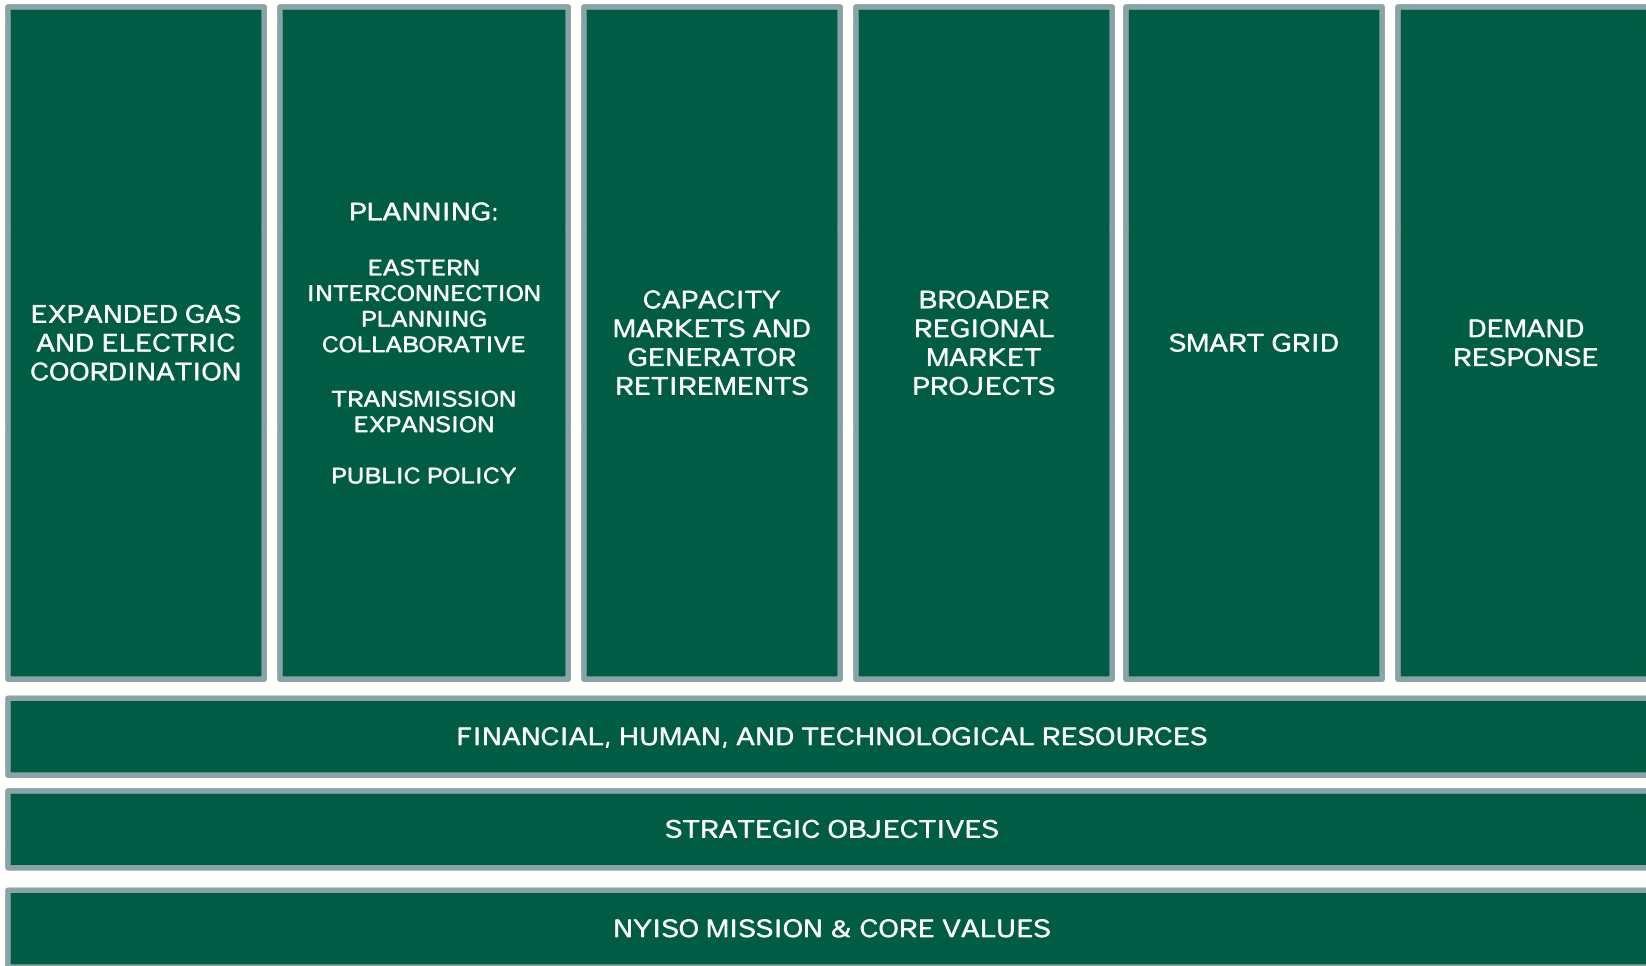 EXPANDED GAS
AND ELECTRIC
COORDINATION
PLANNING:
EASTERN
INTERCONNECTION
PLANNING
COLLABORATIVE
TRANSMISSION
EXPANSION
PUBLIC POLICY
CAPACITY
MARKETS AND
GENERATOR
RETIREMENTS
BROADER
REGIONAL
MARKET
PROJECTS
SMART GRID
DEMAND
RESPONSE
FINANCIAL, HUMAN, AND TECHNOLOGICAL RESOURCES
STRATEGIC OBJECTIVES
NYISO MISSION & CORE VALUES